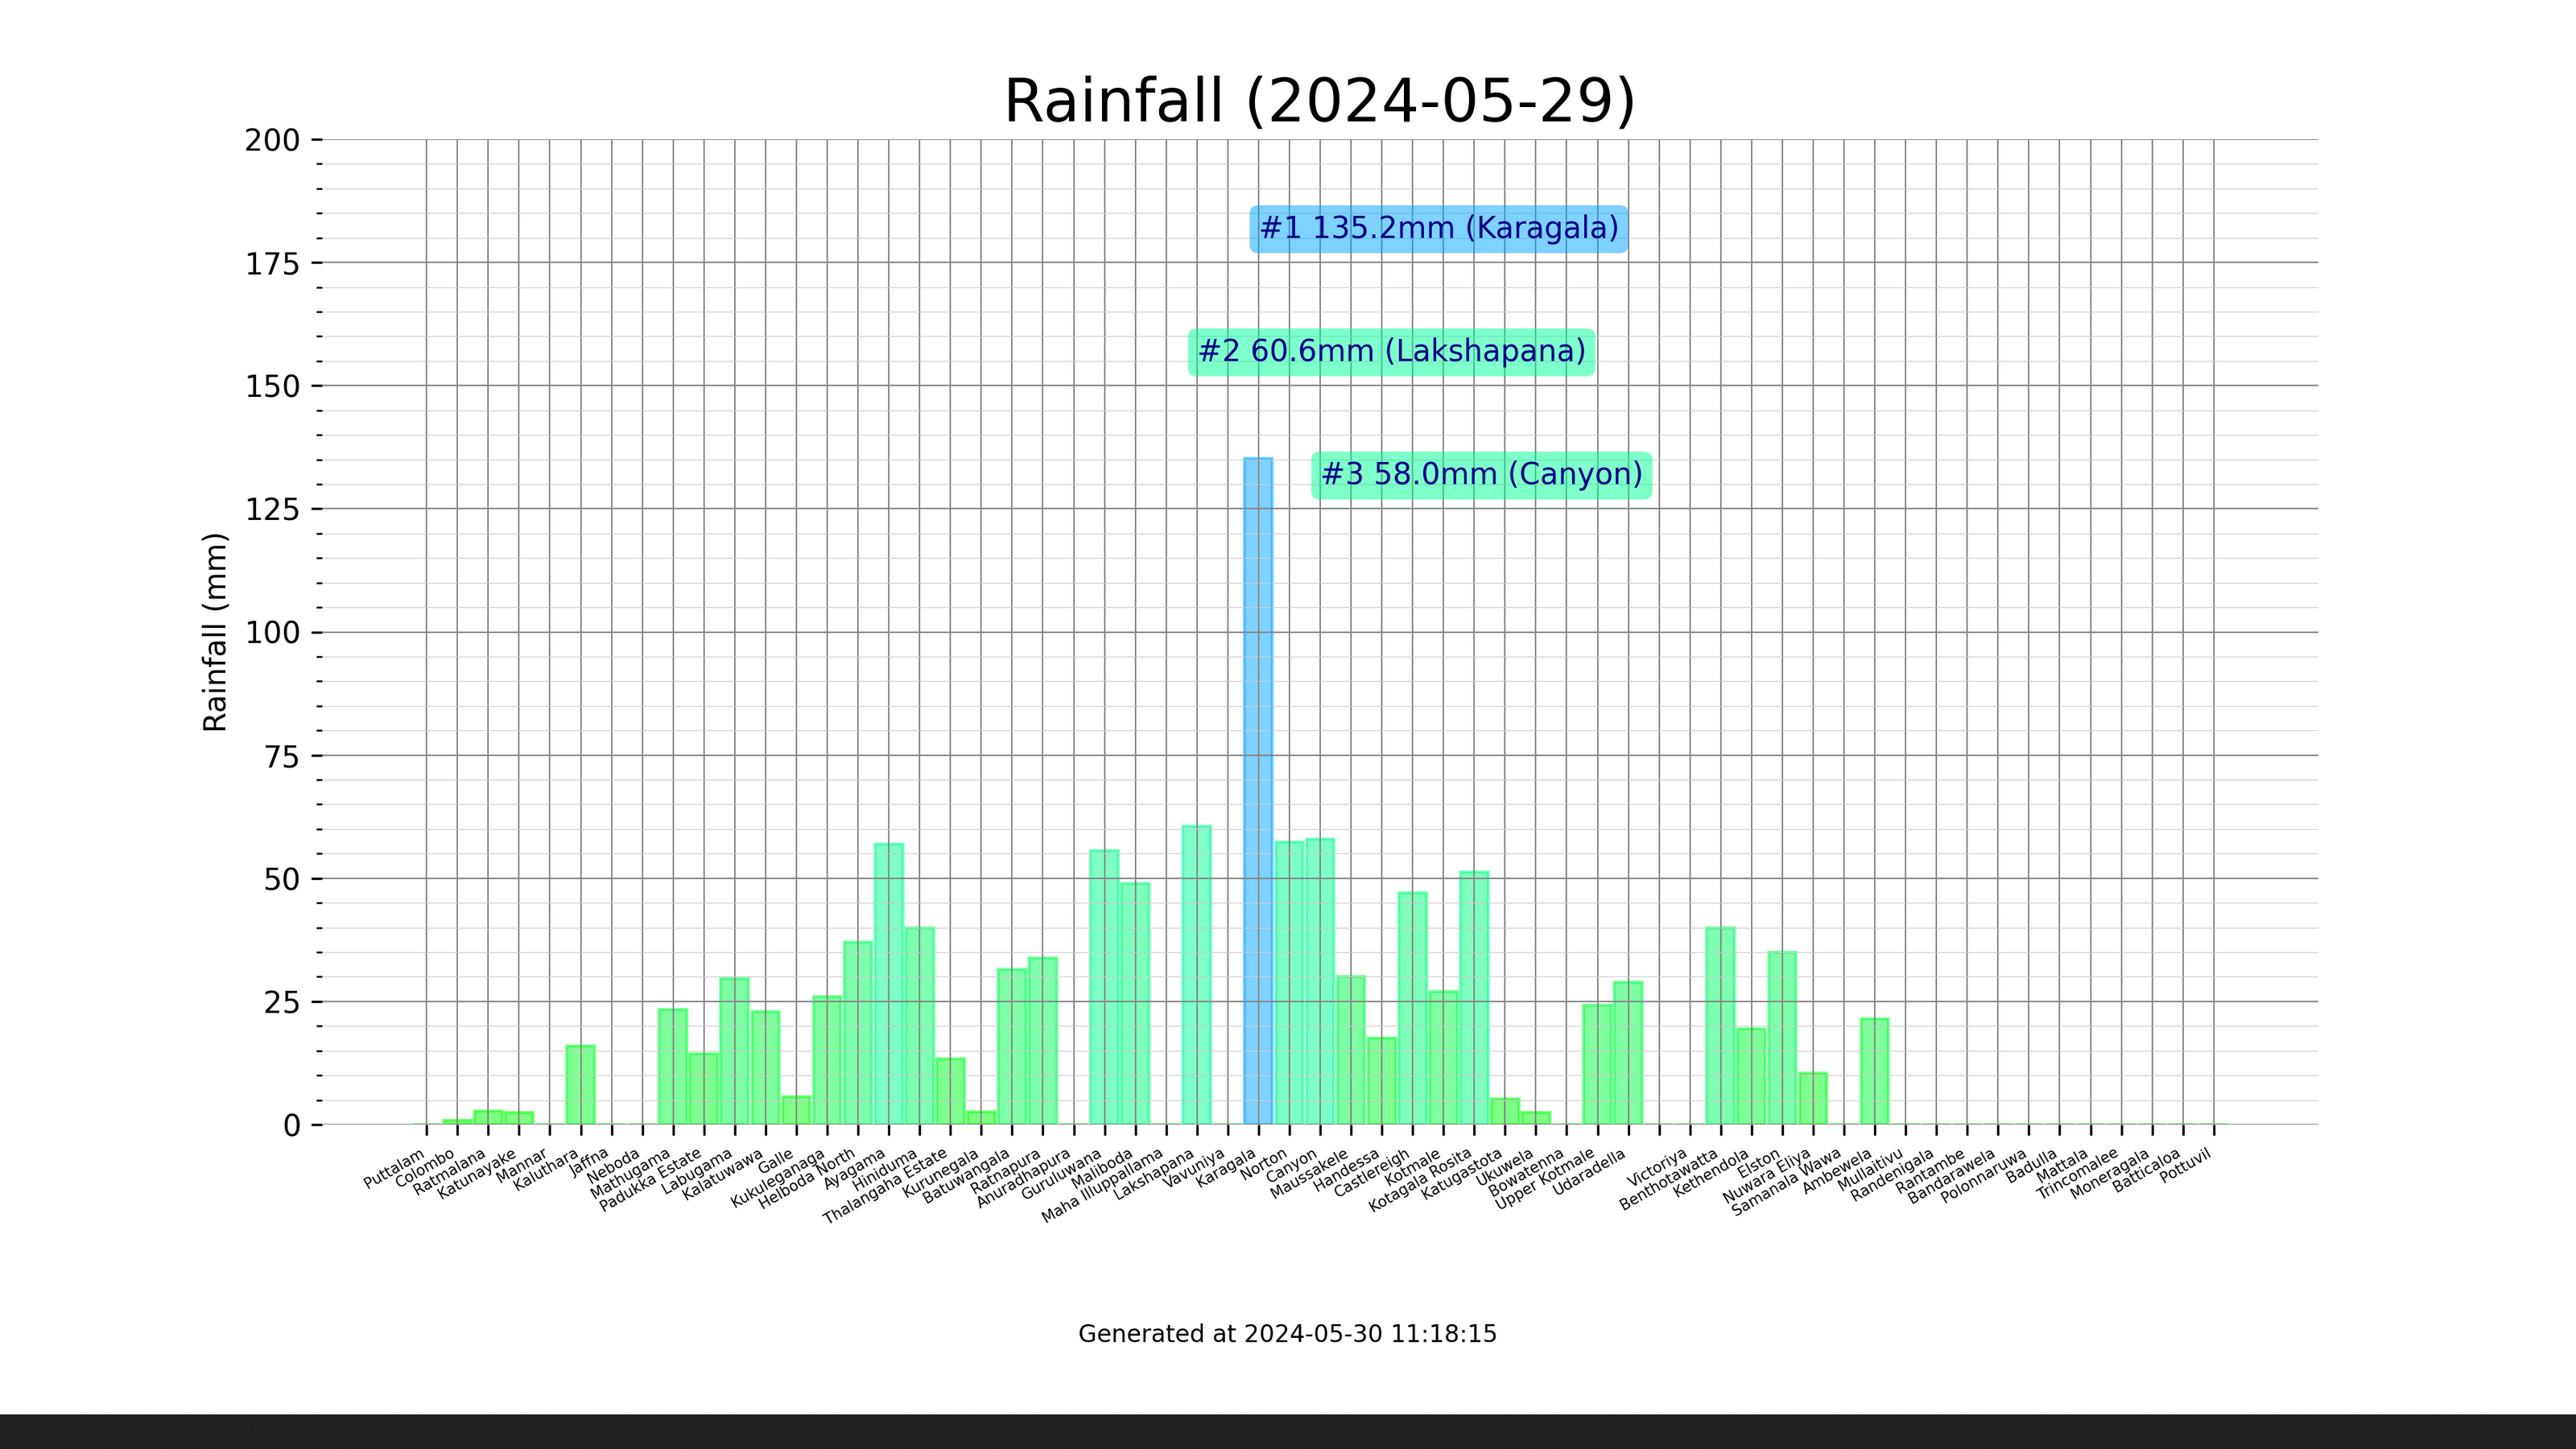 Rainfall (2024-05-29)
200
175
150
125
100
75
50
25
0
Rainfall (mm)
#1 135.2mm (Karagala)
#2 60.6mm (Lakshapana)
#3 58.0mm (Canyon)
Puttalam
Colombo
Ratmalana
Katunayake
Mannar
Kaluthara
Jaffna
Neboda
Mathugama
Padukka Estate
Labugama
Kalatuwawa
Galle
Kukuleganaga
Helboda North
Ayagama
Hiniduma
Thalangaha Estate
Kurunegala
Batuwangala
Ratnapura
Anuradhapura
Guruluwana
Maliboda
Maha Illuppallama
Lakshapana
Vavuniya
Karagala
Norton
Canyon
Maussakele
Handessa
Castlereigh
Kotmale
Kotagala Rosita
Katugastota
Ukuwela
Bowatenna
Upper Kotmale
Udaradella
Victoriya
Benthotawatta
Kethendola
Elston
Nuwara Eliya
Samanala Wawa
Ambewela
Mullaitivu
Randenigala
Rantambe
Bandarawela
Polonnaruwa
Badulla
Mattala
Trincomalee
Moneragala
Batticaloa
Pottuvil
Generated at 2024-05-30 11:18:15